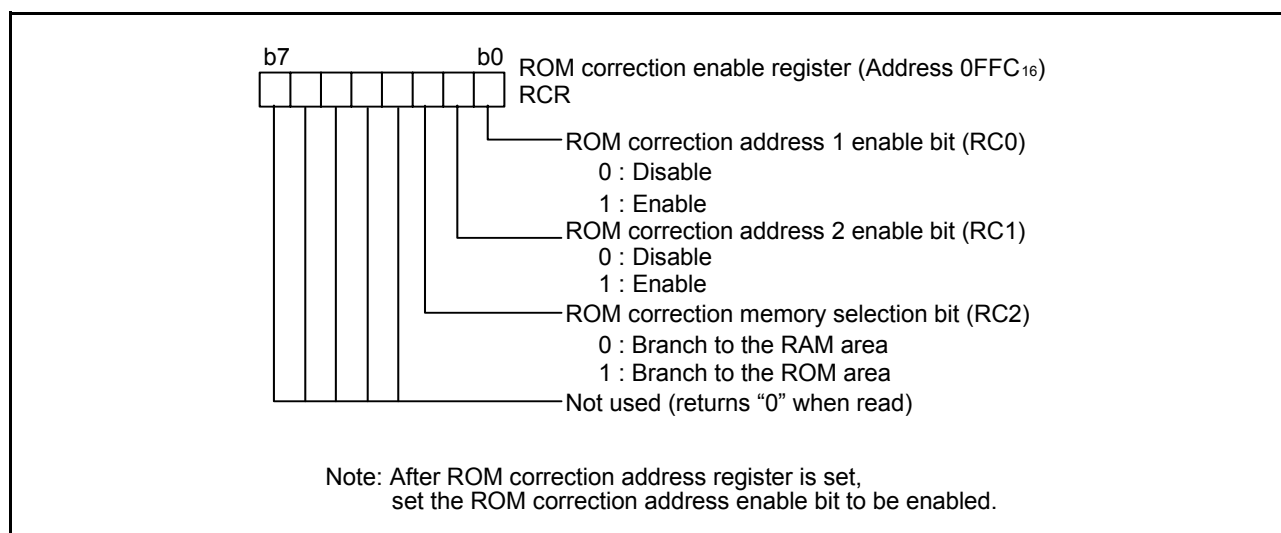 b7 b0
ROM correction enable register (Address 0FFC₁₆)
RCR
ROM correction address 1 enable bit (RC0)
0 : Disable
1 : Enable
ROM correction address 2 enable bit (RC1)
0 : Disable
1 : Enable
ROM correction memory selection bit (RC2)
0 : Branch to the RAM area
1 : Branch to the ROM area
Not used (returns “0” when read)
Note: After ROM correction address register is set,
set the ROM correction address enable bit to be enabled.